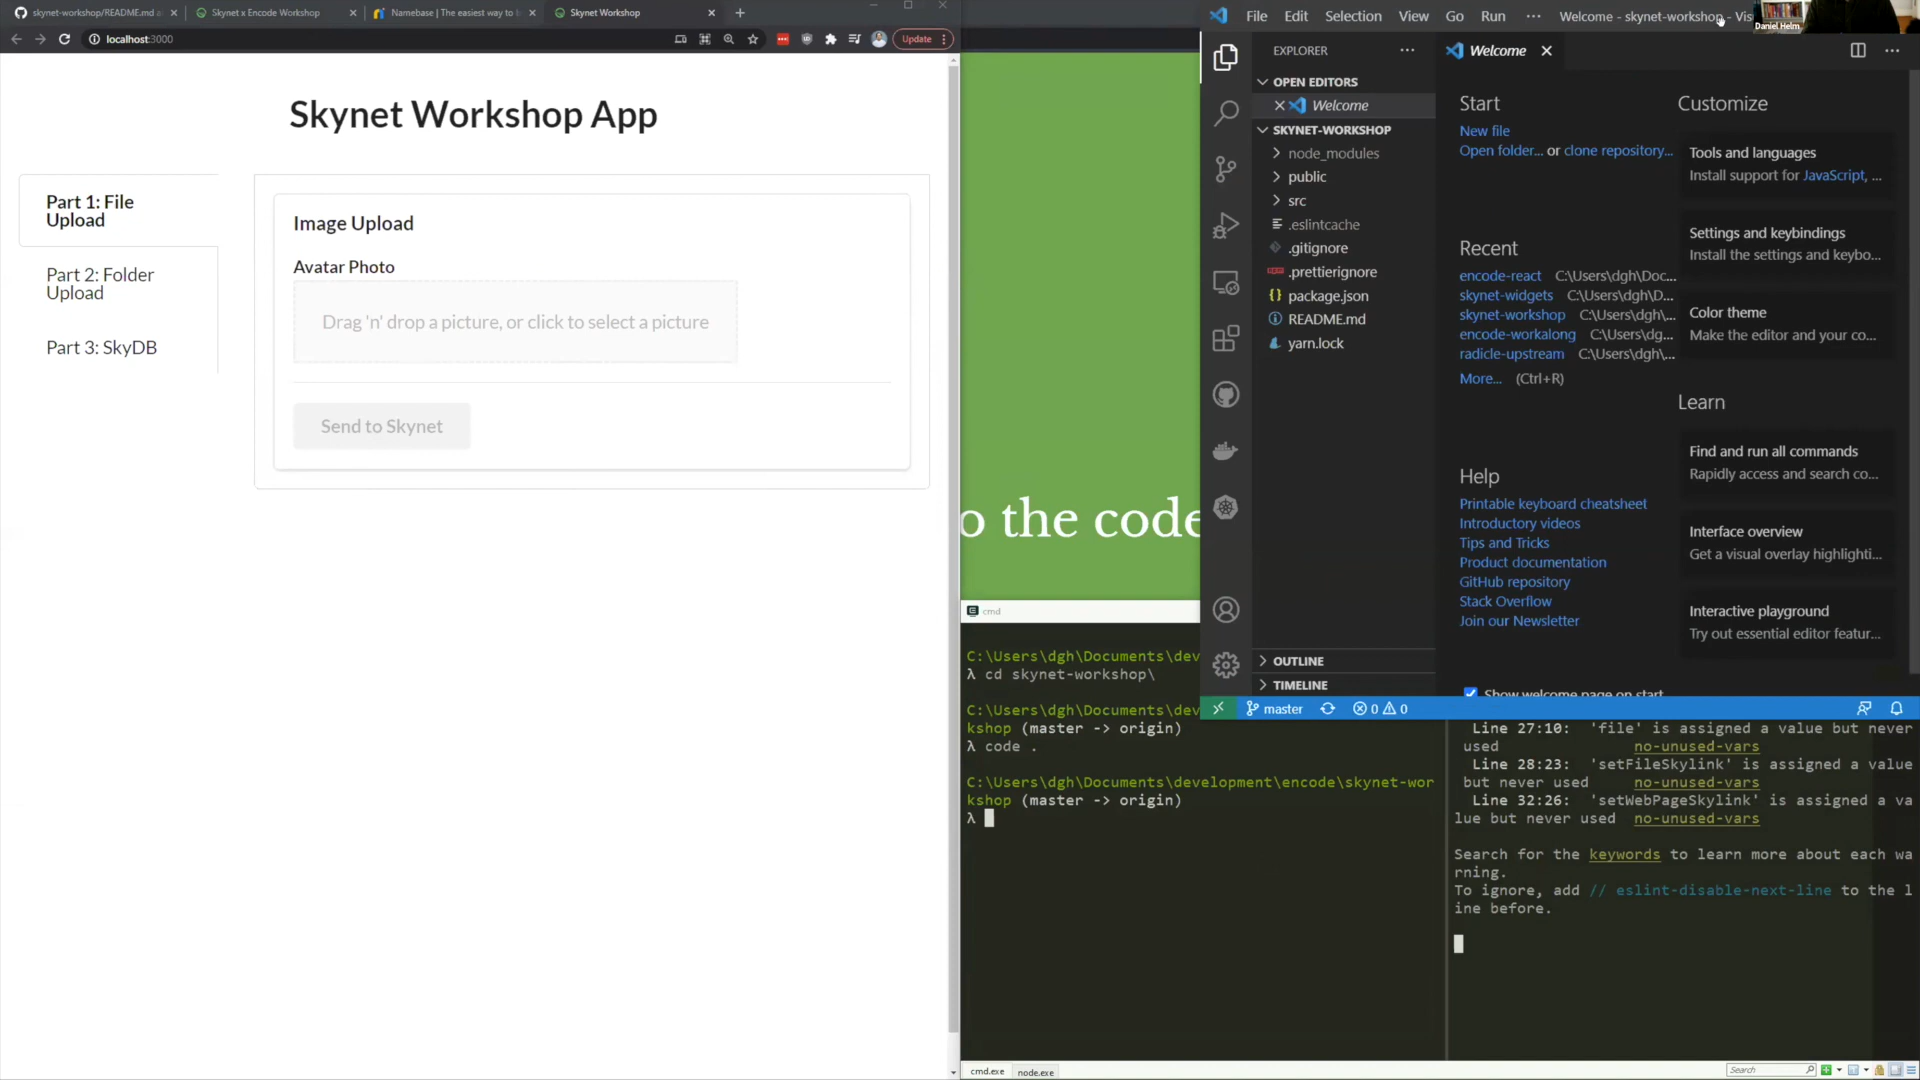 skynet-workshop/README.md
Skynet x Encode Workshop
Namebase | The easiest way to
Skynet Workshop
localhost:3000
Update
Skynet Workshop App
Part 1: File
Upload
Part 2: Folder
Upload
Part 3: SkyDB
Image Upload
Avatar Photo
Drag 'n' drop a picture, or click to select a picture
Send to Skynet
o the code
File Edit Selection View Go Run ··· Welcome - skynet-workshop - Vis
Daniel Helm
EXPLORER
OPEN EDITORS
Welcome
SKYNET-WORKSHOP
node_modules
public
src
.eslintcache
.gitignore
.prettierignore
package.json
README.md
yarn.lock
OUTLINE
TIMELINE
Welcome
Start
New file
Open folder... or clone repository...
Recent
encode-react C:\Users\dgh\Doc...
skynet-widgets C:\Users\dgh\D...
skynet-workshop C:\Users\dgh\...
encode-workalong C:\Users\dg...
radicle-upstream C:\Users\dgh\...
More... (Ctrl+R)
Help
Printable keyboard cheatsheet
Introductory videos
Tips and Tricks
Product documentation
GitHub repository
Stack Overflow
Join our Newsletter
Show welcome page on start
Customize
Tools and languages
Install support for JavaScript, ...
Settings and keybindings
Install the settings and keybo...
Color theme
Make the editor and your co...
Learn
Find and run all commands
Rapidly access and search co...
Interface overview
Get a visual overlay highlighti...
Interactive playground
Try out essential editor featur...
master 0 0
cmd
C:\Users\dgh\Documents\dev
λ cd skynet-workshop\
C:\Users\dgh\Documents\dev
kshop (master -> origin)
λ code .
C:\Users\dgh\Documents\development\encode\skynet-wor
kshop (master -> origin)
λ
Line 27:10: 'file' is assigned a value but never
used no-unused-vars
Line 28:23: 'setFileSkylink' is assigned a value
but never used no-unused-vars
Line 32:26: 'setWebPageSkylink' is assigned a va
lue but never used no-unused-vars
Search for the keywords to learn more about each wa
rning.
To ignore, add // eslint-disable-next-line to the l
ine before.
cmd.exe node.exe
Search